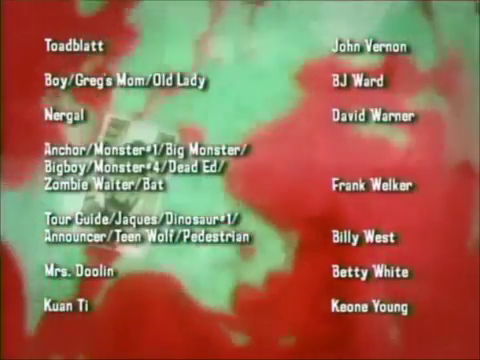 Toadblatt John Vernon
Boy/Greg's Mom/Old Lady BJ Ward
Nergal David Warner
Anchor/Monster#1/Big Monster/
Bigboy/Monster#4/Dead Ed/
Zombie Waiter/Bat Frank Welker
Tour Guide/Jaques/Dinosaur#1/
Announcer/Teen Wolf/Pedestrian Billy West
Mrs. Doolin Betty White
Kuan Ti Keone Young